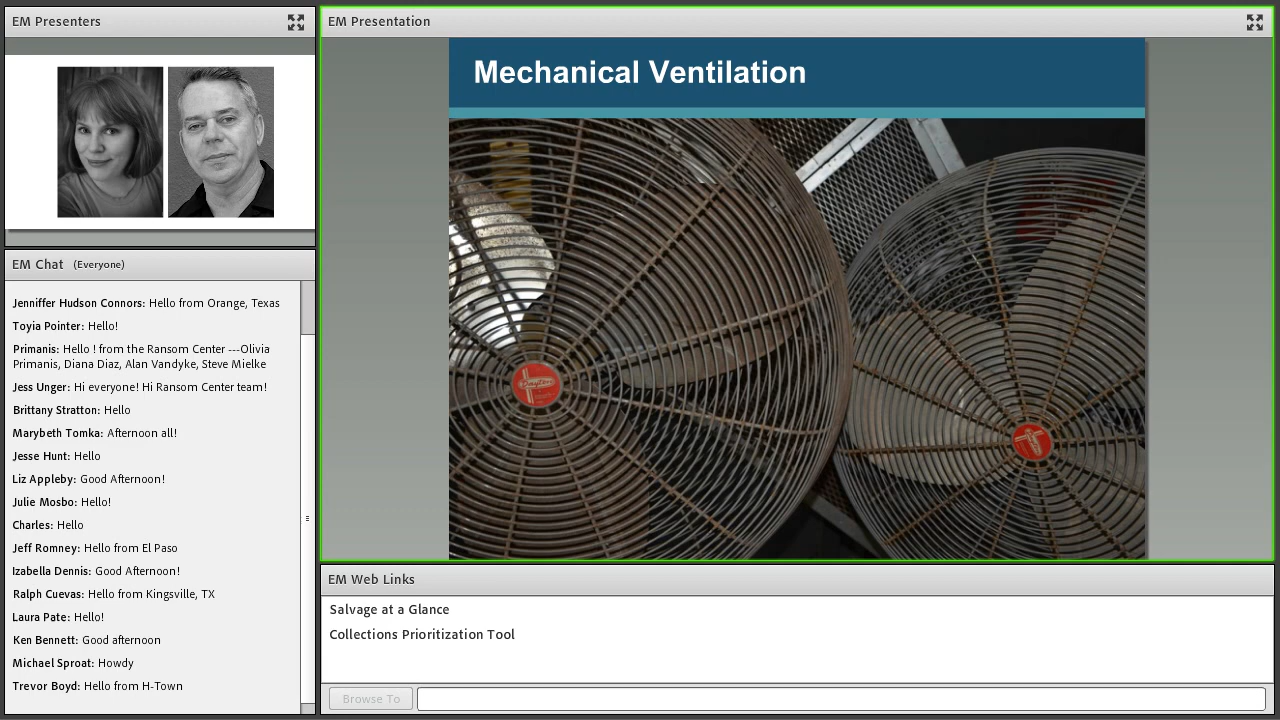 EM Presenters
EM Presentation
Mechanical Ventilation
Dayton
EM Chat (Everyone)
Jenniffer Hudson Connors: Hello from Orange, Texas
Toyia Pointer: Hello!
Primanis: Hello ! from the Ransom Center ---Olivia
Primanis, Diana Diaz, Alan Vandyke, Steve Mielke
Jess Unger: Hi everyone! Hi Ransom Center team!
Brittany Stratton: Hello
Marybeth Tomka: Afternoon all!
Jesse Hunt: Hello
Liz Appleby: Good Afternoon!
Julie Mosbo: Hello!
Charles: Hello
Jeff Romney: Hello from El Paso
Izabella Dennis: Good Afternoon!
Ralph Cuevas: Hello from Kingsville, TX
Laura Pate: Hello!
Ken Bennett: Good afternoon
Michael Sproat: Howdy
Trevor Boyd: Hello from H-Town
EM Web Links
Salvage at a Glance
Collections Prioritization Tool
Browse To